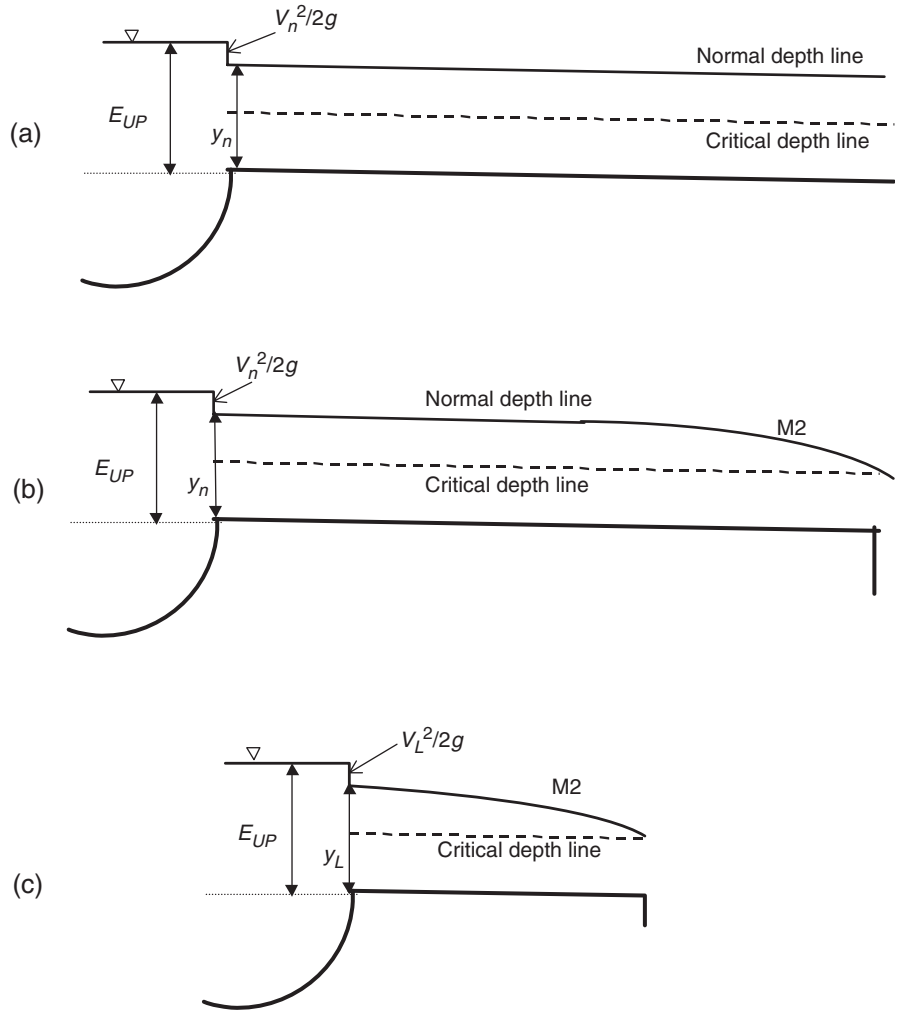 V_n^2/2g
Normal depth line
E_UP
y_n
(a)
Critical depth line
V_n^2/2g
Normal depth line
M2
E_UP
y_n
(b)
Critical depth line
V_L^2/2g
M2
E_UP
y_L
Critical depth line
(c)